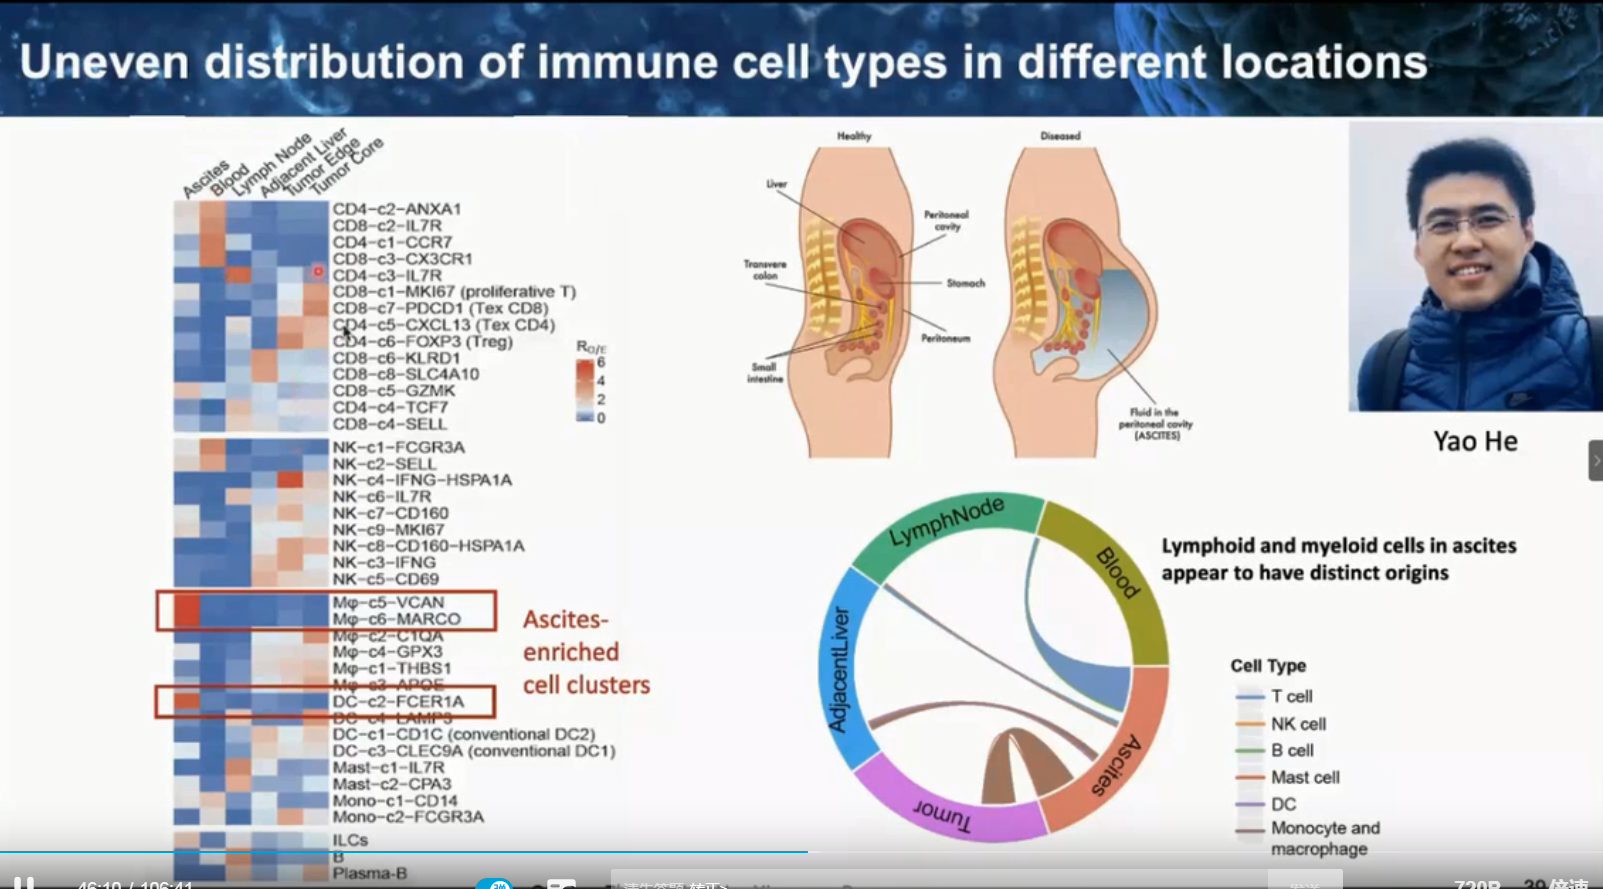 Uneven distribution of immune cell types in different locations
Ascites
Blood
Lymph Node
Adjacent Liver
Tumor Edge
Tumor Core
CD4-c2-ANXA1
CD8-c2-IL7R
CD4-c1-CCR7
CD8-c3-CX3CR1
CD4-c3-IL7R
CD8-c1-MKI67 (proliferative T)
CD8-c7-PDCD1 (Tex CD8)
CD4-c5-CXCL13 (Tex CD4)
CD4-c6-FOXP3 (Treg)
CD8-c6-KLRD1
CD8-c8-SLC4A10
CD8-c5-GZMK
CD4-c4-TCF7
CD8-c4-SELL
NK-c1-FCGR3A
NK-c2-SELL
NK-c4-IFNG-HSPA1A
NK-c6-IL7R
NK-c7-CD160
NK-c9-MKI67
NK-c8-CD160-HSPA1A
NK-c3-IFNG
NK-c5-CD69
Mφ-c5-VCAN
Mφ-c6-MARCO
Mφ-c2-C1QA
Mφ-c4-GPX3
Mφ-c1-THBS1
Mφ-c3-APOE
DC-c2-FCER1A
DC-c4-LAMP3
DC-c1-CD1C (conventional DC2)
DC-c3-CLEC9A (conventional DC1)
Mast-c1-IL7R
Mast-c2-CPA3
Mono-c1-CD14
Mono-c2-FCGR3A
ILCs
B
Plasma-B
RO/E
6
4
2
0
Ascites-
enriched
cell clusters
Healthy
Diseased
Liver
Peritoneal
cavity
Transvere
colon
Stomach
Peritoneum
Small
intestine
Fluid in the
peritoneal cavity
(ASCITES)
Yao He
LymphNode
Blood
AdjacentLiver
Ascites
Tumor
Lymphoid and myeloid cells in ascites
appear to have distinct origins
Cell Type
T cell
NK cell
B cell
Mast cell
DC
Monocyte and
macrophage
46:10 / 106:41
720P
倍速